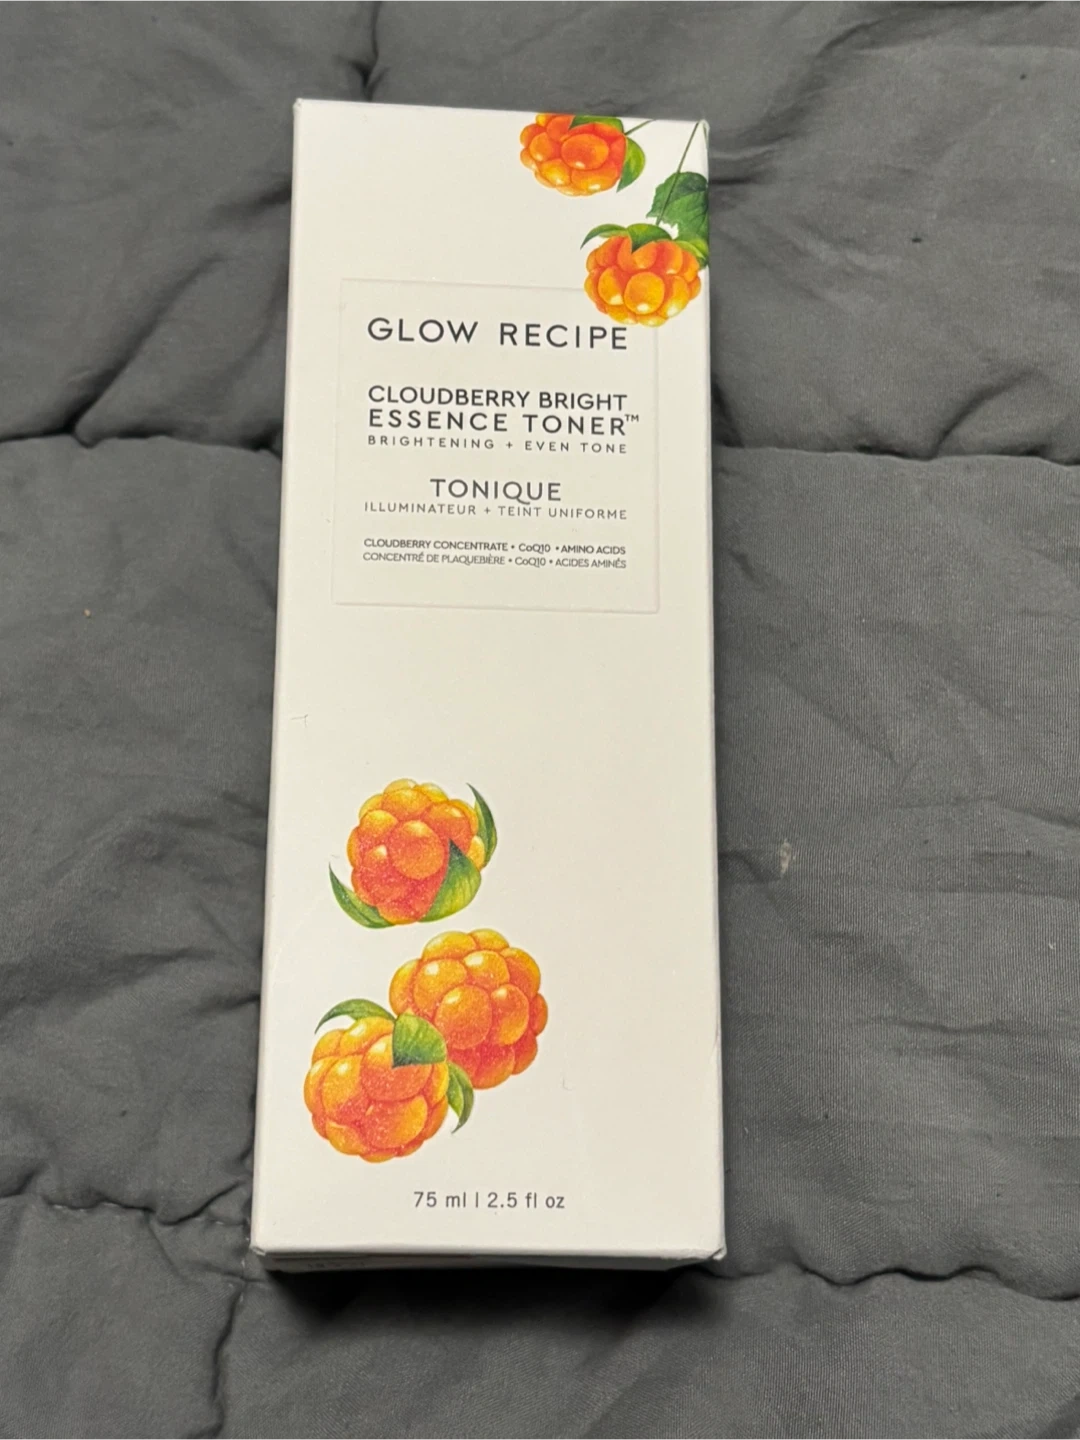 GLOW RECIPE
CLOUDBERRY BRIGHT
ESSENCE TONER™
BRIGHTENING + EVEN TONE
TONIQUE
ILLUMINATEUR + TEINT UNIFORME
CLOUDBERRY CONCENTRATE • CoQ10 • AMINO ACIDS
CONCENTRÉ DE PLAQUEBIÈRE • CoQ10 • ACIDES AMINÉS
75 ml | 2.5 fl oz